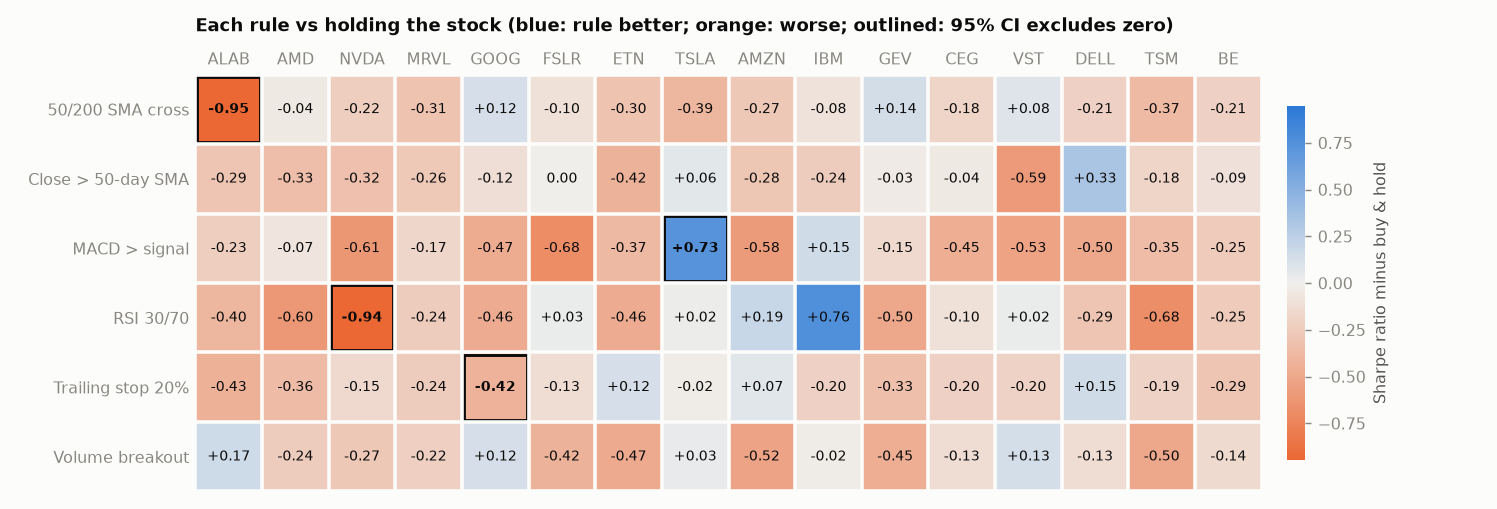 Each rule vs holding the stock (blue: rule better; orange: worse; outlined: 95% CI excludes zero)
ALAB AMD NVDA MRVL GOOG FSLR ETN TSLA AMZN IBM GEV CEG VST DELL TSM BE
50/200 SMA cross -0.95 -0.04 -0.22 -0.31 +0.12 -0.10 -0.30 -0.39 -0.27 -0.08 +0.14 -0.18 +0.08 -0.21 -0.37 -0.21
Close > 50-day SMA -0.29 -0.33 -0.32 -0.26 -0.12 0.00 -0.42 +0.06 -0.28 -0.24 -0.03 -0.04 -0.59 +0.33 -0.18 -0.09
MACD > signal -0.23 -0.07 -0.61 -0.17 -0.47 -0.68 -0.37 +0.73 -0.58 +0.15 -0.15 -0.45 -0.53 -0.50 -0.35 -0.25
RSI 30/70 -0.40 -0.60 -0.94 -0.24 -0.46 +0.03 -0.46 +0.02 +0.19 +0.76 -0.50 -0.10 +0.02 -0.29 -0.68 -0.25
Trailing stop 20% -0.43 -0.36 -0.15 -0.24 -0.42 -0.13 +0.12 -0.02 +0.07 -0.20 -0.33 -0.20 -0.20 +0.15 -0.19 -0.29
Volume breakout +0.17 -0.24 -0.27 -0.22 +0.12 -0.42 -0.47 +0.03 -0.52 -0.02 -0.45 -0.13 +0.13 -0.13 -0.50 -0.14
0.75
0.50
0.25
0.00
−0.25
−0.50
−0.75
Sharpe ratio minus buy & hold